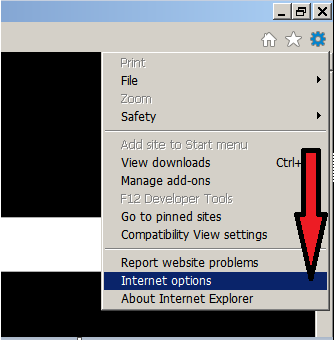 Print
File
Zoom
Safety
Add site to Start menu
View downloads Ctrl+
Manage add-ons
F12 Developer Tools
Go to pinned sites
Compatibility View settings
Report website problems
Internet options
About Internet Explorer